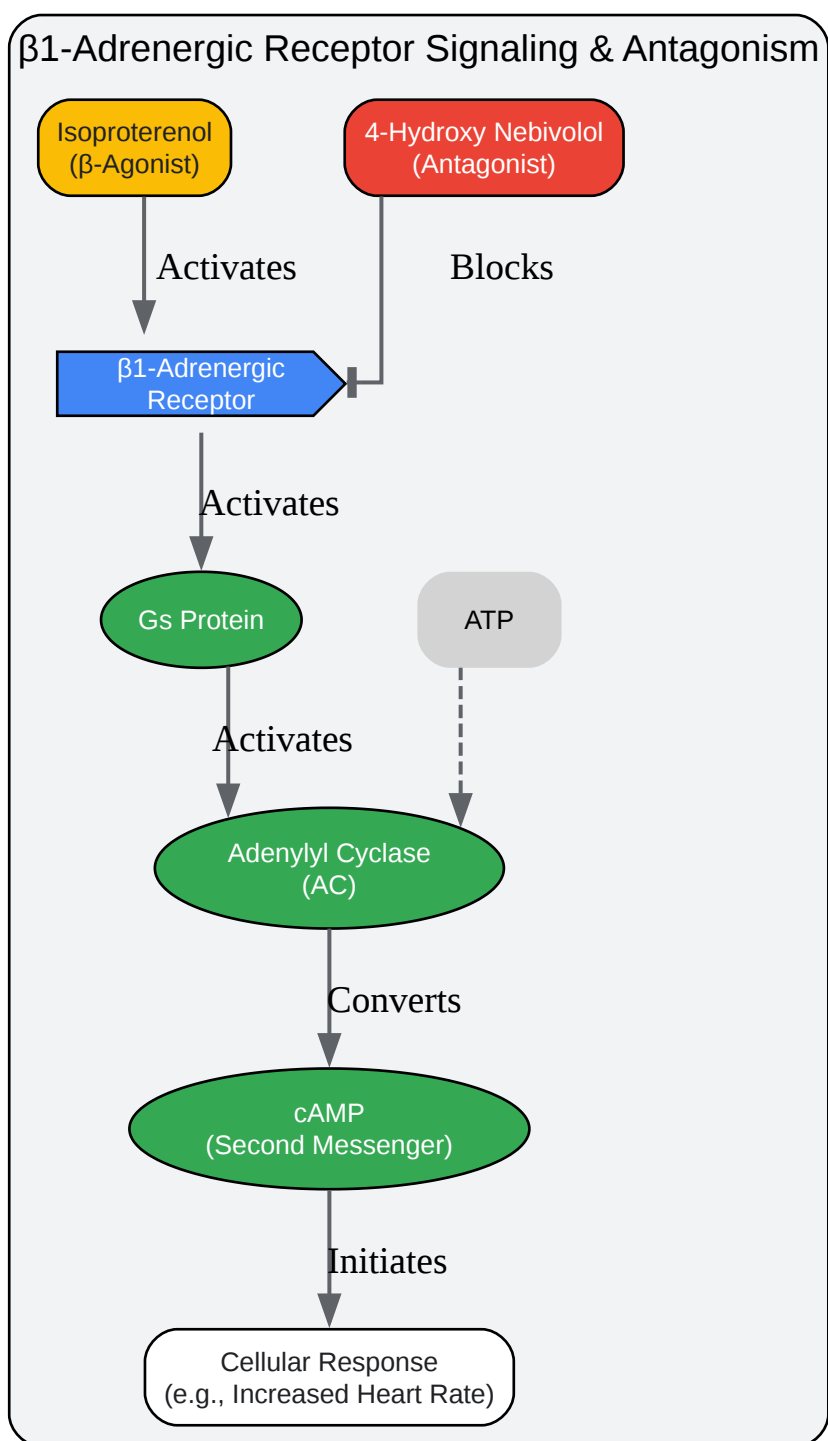 β1-Adrenergic Receptor Signaling & Antagonism
Isoproterenol
(β-Agonist)
4-Hydroxy Nebivolol
(Antagonist)
Activates
Blocks
β1-Adrenergic
Receptor
Activates
Gs Protein
ATP
Activates
Adenylyl Cyclase
(AC)
Converts
cAMP
(Second Messenger)
Initiates
Cellular Response
(e.g., Increased Heart Rate)